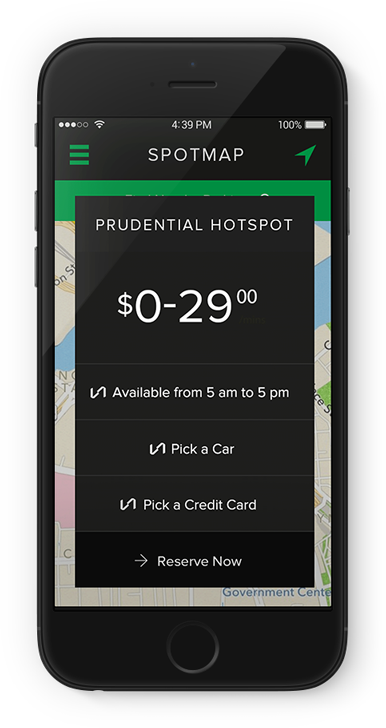 4:39 PM 100%
SPOTMAP
PRUDENTIAL HOTSPOT
$0-29 00
Available from 5 am to 5 pm
Pick a Car
Pick a Credit Card
Reserve Now
Government Cente